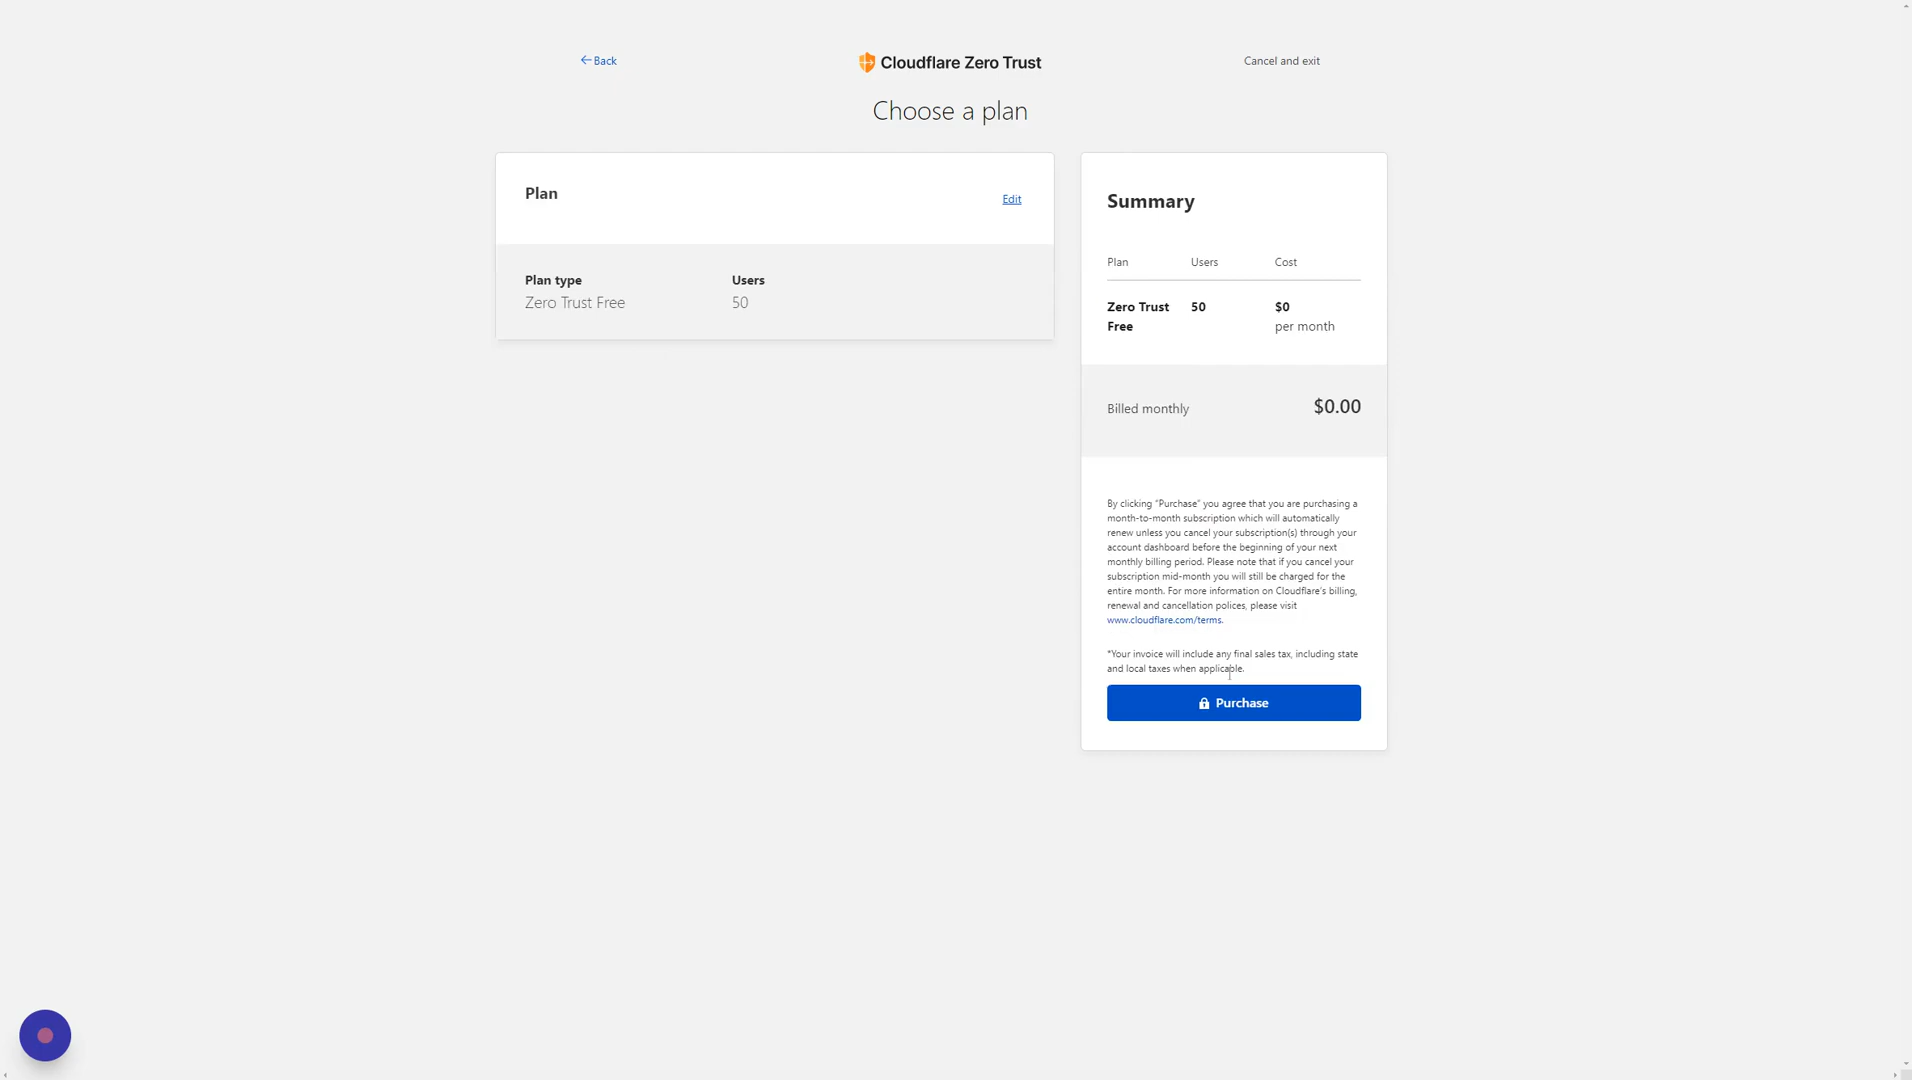 Back
Cloudflare Zero Trust
Cancel and exit
Choose a plan
Plan
Edit
Plan type
Users
Zero Trust Free
50
Summary
Plan Users Cost
Zero Trust 50 $0
Free per month
Billed monthly $0.00
By clicking "Purchase" you agree that you are purchasing a
month-to-month subscription which will automatically
renew unless you cancel your subscription(s) through your
account dashboard before the beginning of your next
monthly billing period. Please note that if you cancel your
subscription mid-month you will still be charged for the
entire month. For more information on Cloudflare's billing,
renewal and cancellation polices, please visit
www.cloudflare.com/terms.
*Your invoice will include any final sales tax, including state
and local taxes when applicable.
Purchase